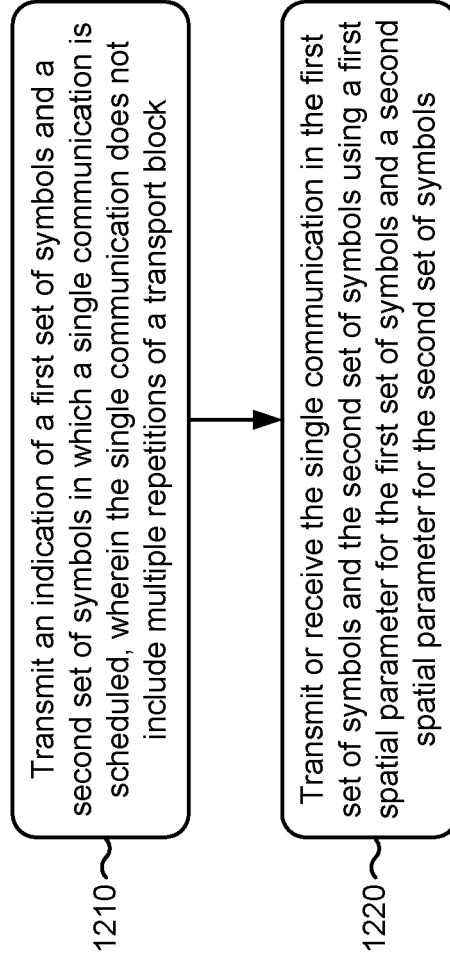 1210
Transmit an indication of a first set of symbols and a
second set of symbols in which a single communication is
scheduled, wherein the single communication does not
include multiple repetitions of a transport block
1220
Transmit or receive the single communication in the first
set of symbols and the second set of symbols using a first
spatial parameter for the first set of symbols and a second
spatial parameter for the second set of symbols